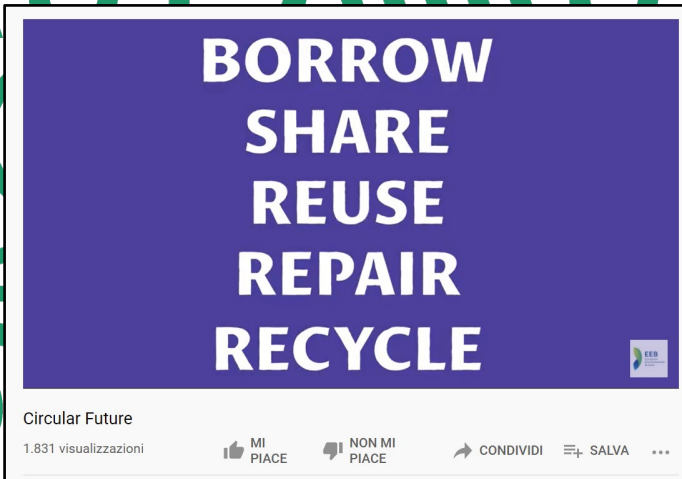 BORROW
SHARE
REUSE
REPAIR
RECYCLE
EEB
Circular Future
1.831 visualizzazioni
MI
PIACE
NON MI
PIACE
CONDIVIDI
SALVA